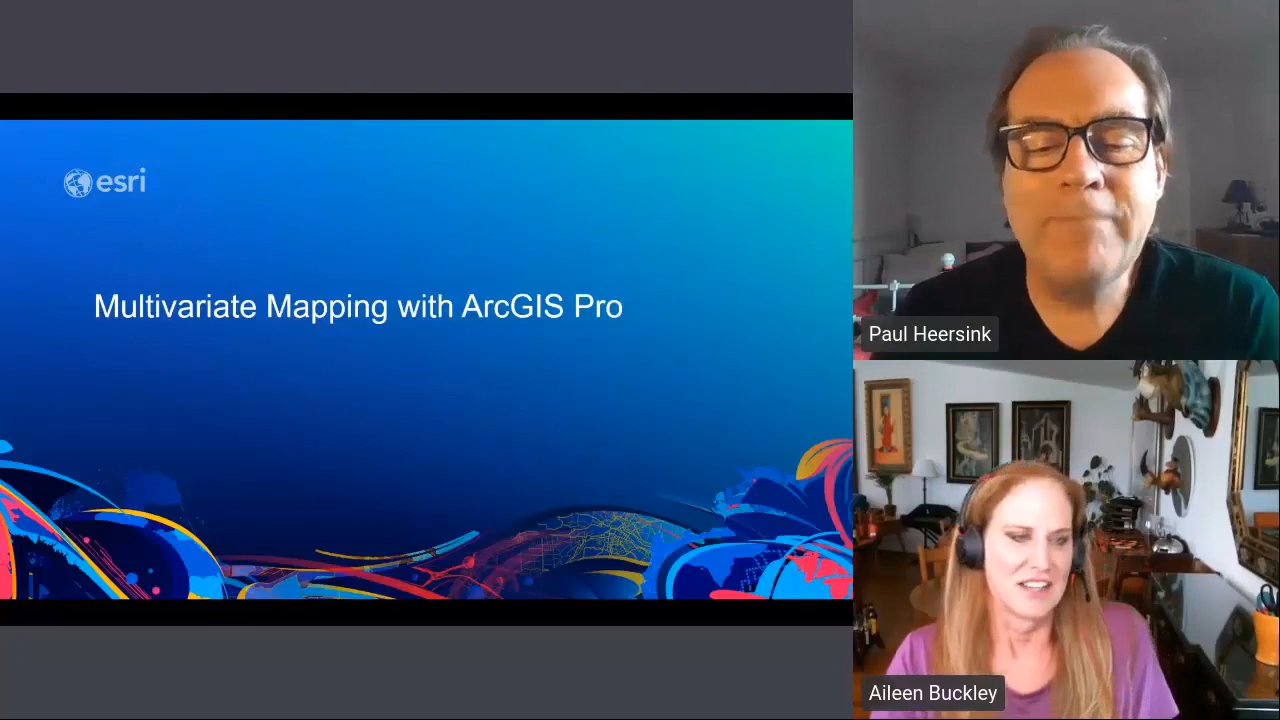 esri
Multivariate Mapping with ArcGIS Pro
Paul Heersink
Aileen Buckley